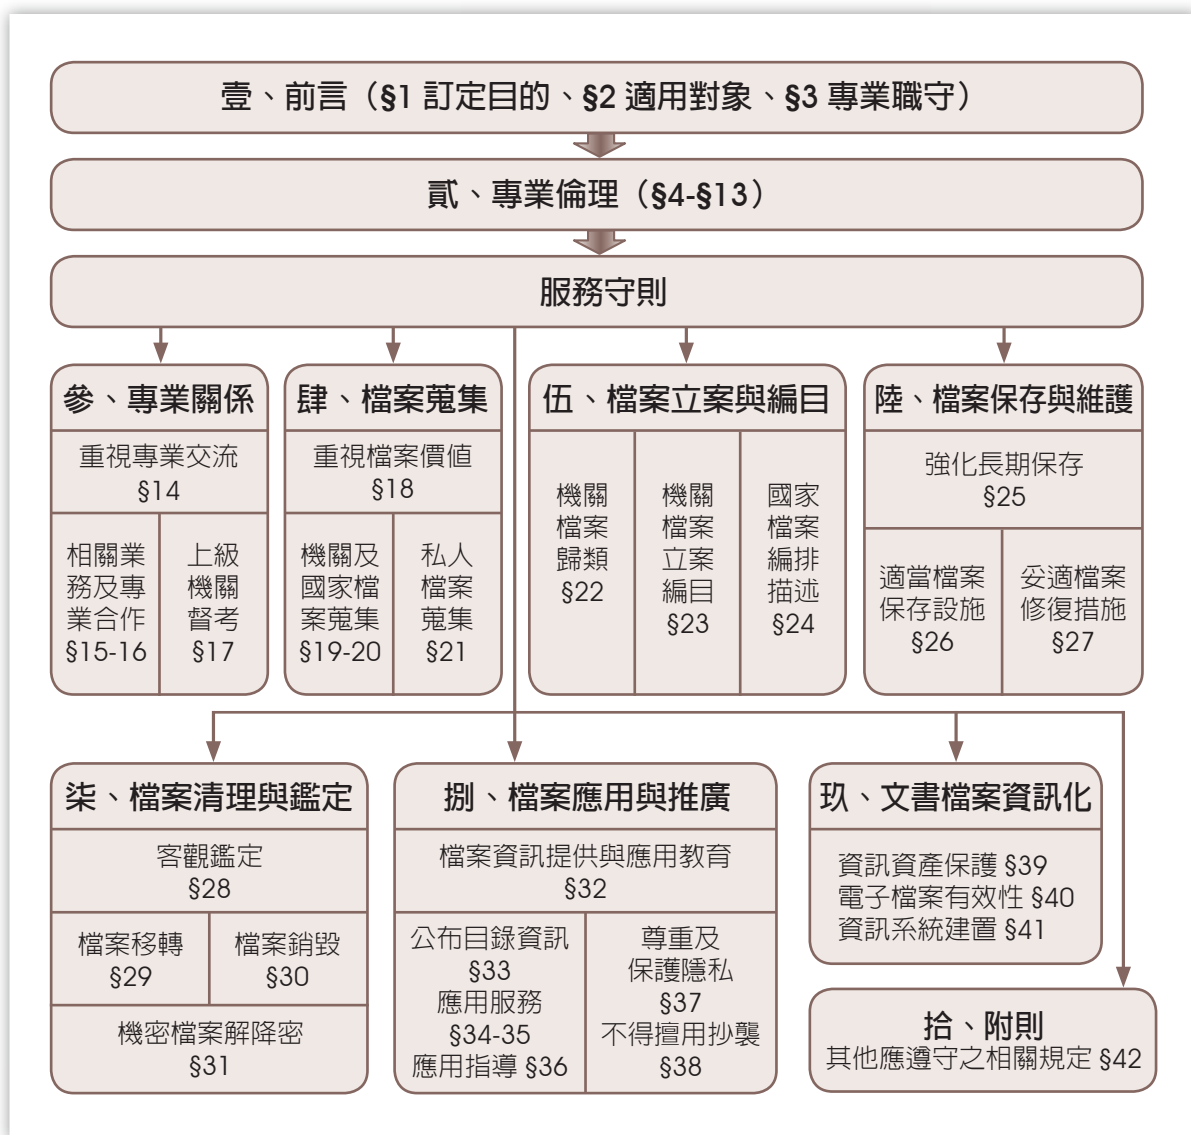 壹、前言（§1 訂定目的、§2 適用對象、§3 專業職守）
貳、專業倫理（§4-§13）
服務守則
參、專業關係
重視專業交流
§14
相關業
務及專
業合作
§15-16
上級
機關
督考
§17
肆、檔案蒐集
重視檔案價值
§18
機關及
國家檔
案蒐集
§19-20
私人
檔案
蒐集
§21
伍、檔案立案與編目
機關
檔案
歸類
§22
機關
檔案
立案
編目
§23
國家
檔案
編排
描述
§24
陸、檔案保存與維護
強化長期保存
§25
適當檔案
保存設施
§26
妥適檔案
修復措施
§27
柒、檔案清理與鑑定
客觀鑑定
§28
檔案移轉
§29
檔案銷毀
§30
機密檔案解降密
§31
捌、檔案應用與推廣
檔案資訊提供與應用教育
§32
公布目錄資訊
§33
應用服務
§34-35
應用指導 §36
尊重及
保護隱私
§37
不得擅用抄襲
§38
玖、文書檔案資訊化
資訊資產保護 §39
電子檔案有效性 §40
資訊系統建置 §41
拾、附則
其他應遵守之相關規定 §42